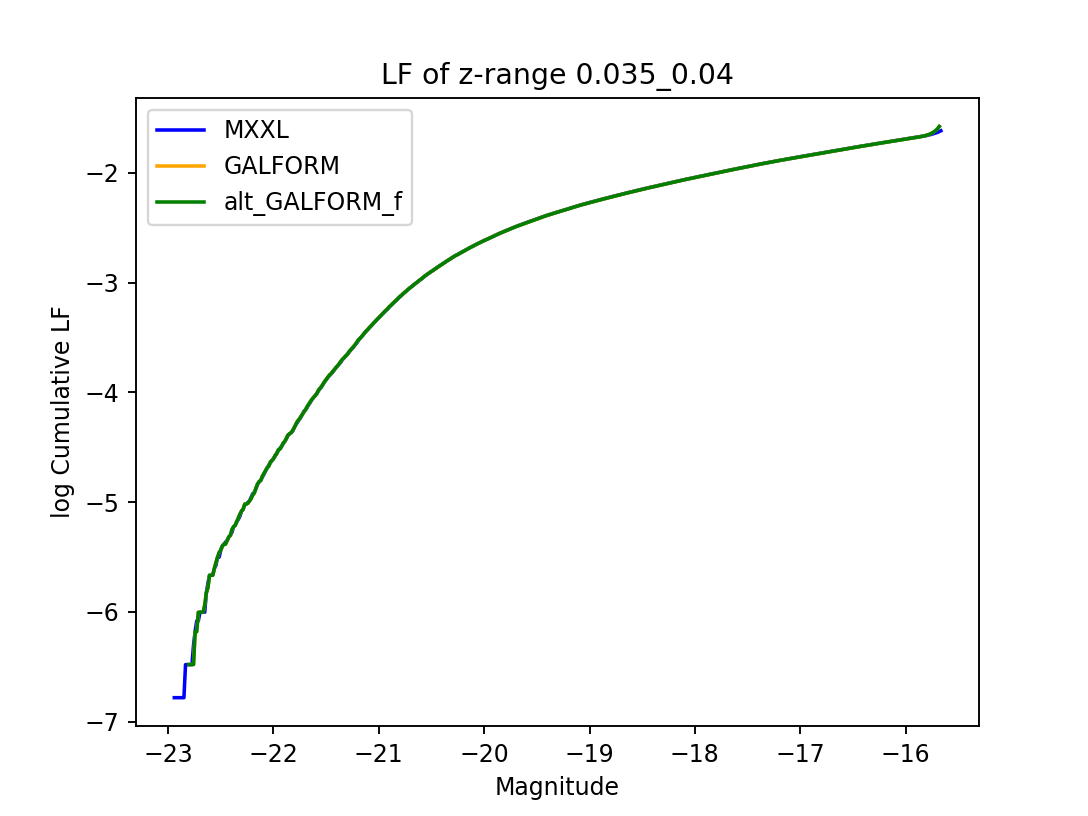 LF of z-range 0.035_0.04
MXXL
GALFORM
alt_GALFORM_f
log Cumulative LF
−2
−3
−4
−5
−6
−7
−23
−22
−21
−20
−19
−18
−17
−16
Magnitude